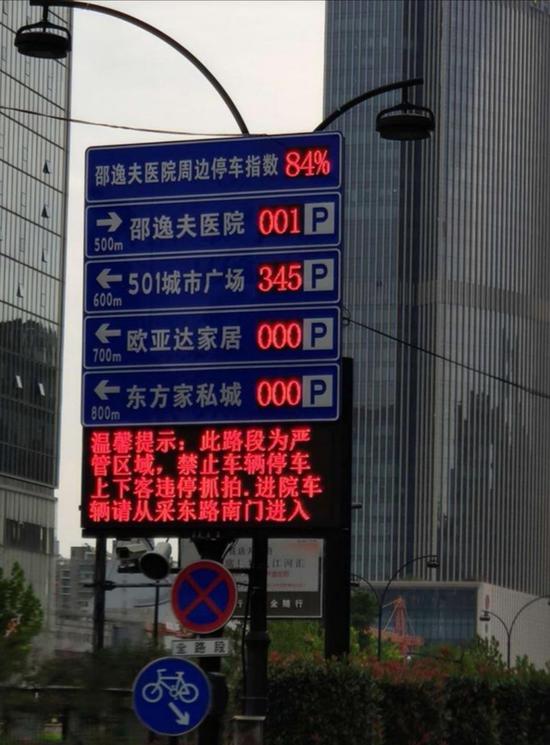 邵逸夫医院周边停车指数 84%
邵逸夫医院 001 P
500m
501城市广场 345 P
600m
欧亚达家居 000 P
700m
东方家私城 000 P
800m
温馨提示：此路段为严
管区域，禁止车辆停车
上下客违停抓拍.进院车
辆请从采东路南门进入
全路段